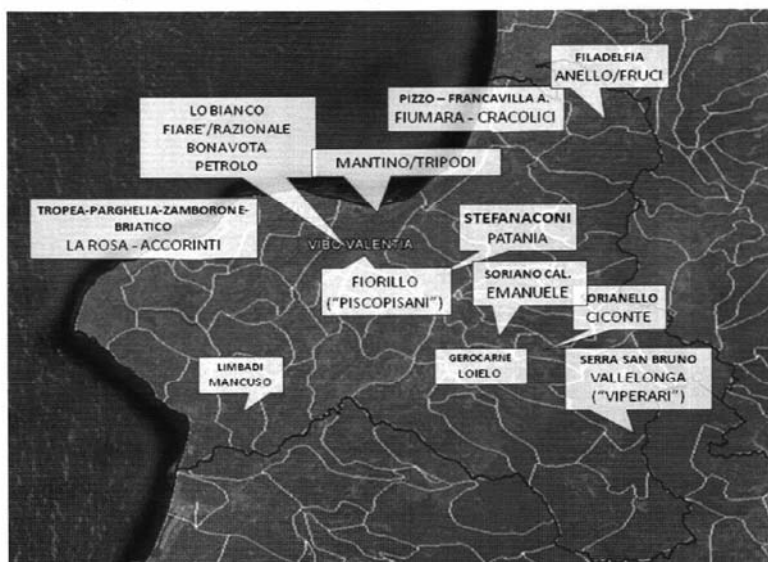 FILADELFIA
ANELLO/FRUCI
PIZZO – FRANCAVILLA A.
FIUMARA - CRACOLICI
LO BIANCO
FIARE'/RAZIONALE
BONAVOTA
PETROLO
MANTINO/TRIPODI
TROPEA-PARGHELIA-ZAMBORONE-
BRIATICO
LA ROSA - ACCORINTI
VIBO VALENTIA
STEFANACONI
PATANIA
FIORILLO
("PISCOPISANI")
SORIANO CAL.
EMANUELE
ORIANELLO
CICONTE
LIMBADI
MANCUSO
GEROCARNE
LOIELO
SERRA SAN BRUNO
VALLELONGA
("VIPERARI")